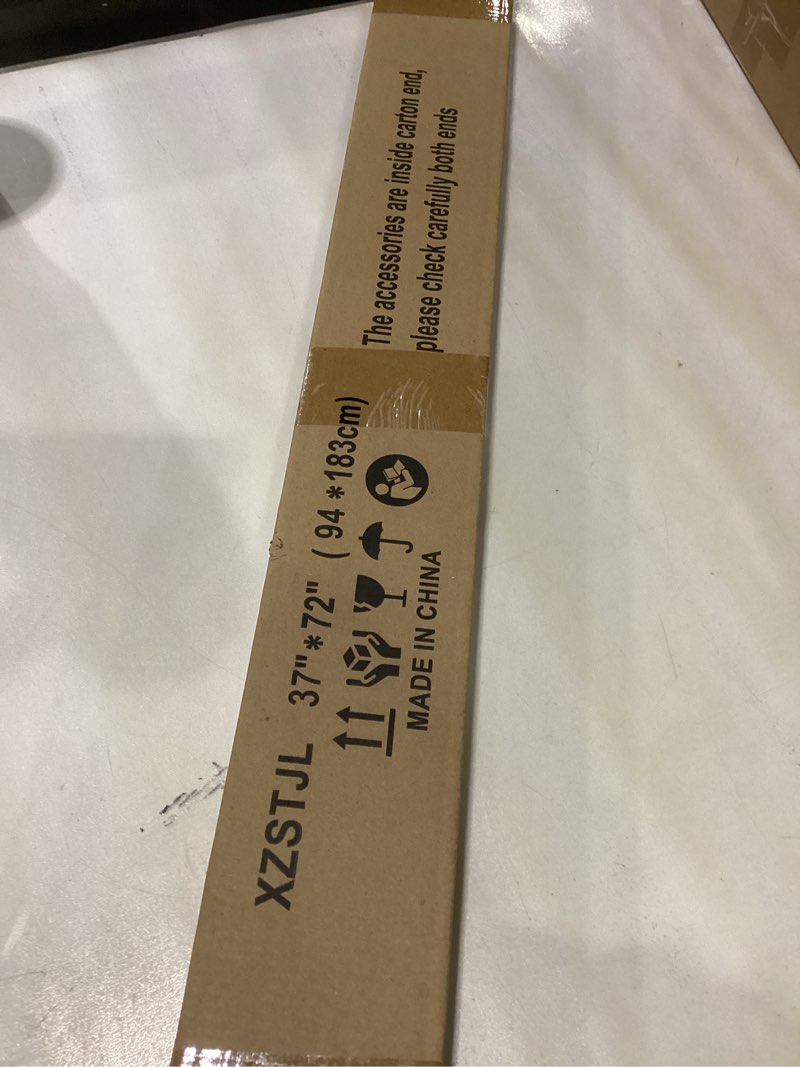 The accessories are inside carton end,
please check carefully both ends
XZSTJL 37"*72" ( 94 *183cm)
MADE IN CHINA